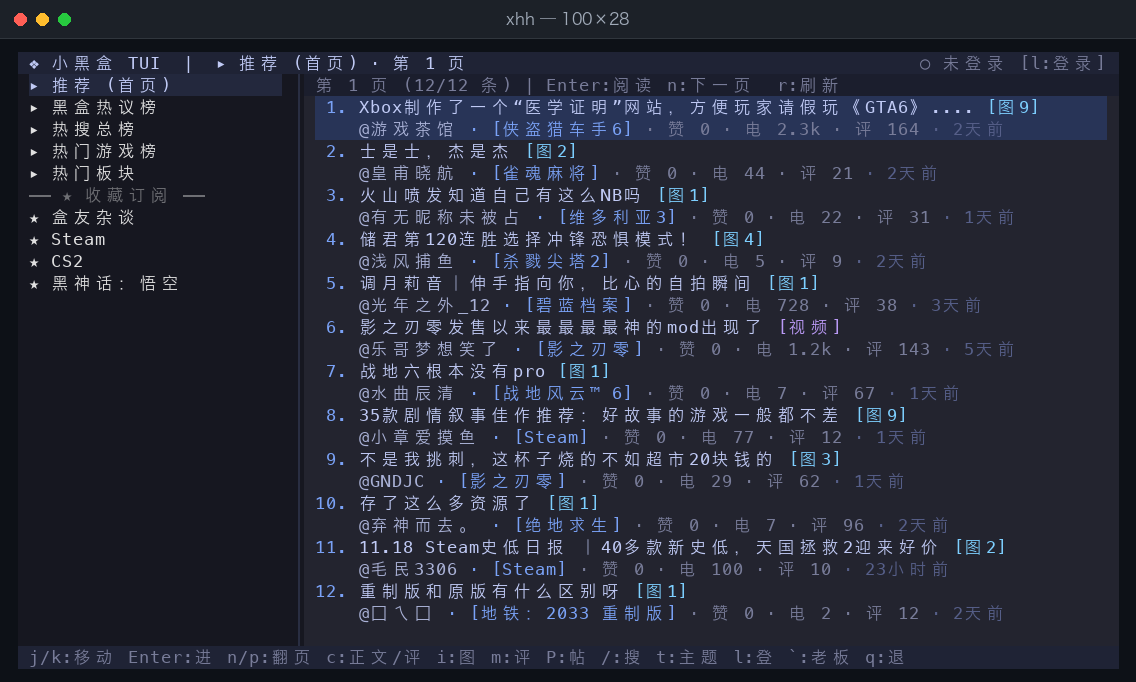 xhh — 100×28
❖ 小黑盒 TUI | ▸ 推荐 (首页) · 第 1 页 ○ 未登录 [l:登录]
▸ 推荐 (首页)
▸ 黑盒热议榜
▸ 热搜总榜
▸ 热门游戏榜
▸ 热门板块
── ★ 收藏订阅 ──
★ 盒友杂谈
★ Steam
★ CS2
★ 黑神话：悟空
第 1 页 (12/12 条) | Enter:阅读 n:下一页 r:刷新
1. Xbox制作了一个“医学证明”网站，方便玩家请假玩《GTA6》.... [图9]
@游戏茶馆 · [侠盗猎车手6] · 赞 0 · 电 2.3k · 评 164 · 2天前
2. 士是士，杰是杰 [图2]
@皇甫晓航 · [雀魂麻将] · 赞 0 · 电 44 · 评 21 · 2天前
3. 火山喷发知道自己有这么NB吗 [图1]
@有无昵称未被占 · [维多利亚3] · 赞 0 · 电 22 · 评 31 · 1天前
4. 储君第120连胜选择冲锋恐惧模式！ [图4]
@浅风捕鱼 · [杀戮尖塔2] · 赞 0 · 电 5 · 评 9 · 2天前
5. 调月莉音｜伸手指向你，比心的自拍瞬间 [图1]
@光年之外_12 · [碧蓝档案] · 赞 0 · 电 728 · 评 38 · 3天前
6. 影之刃零发售以来最最最最神的mod出现了 [视频]
@乐哥梦想笑了 · [影之刃零] · 赞 0 · 电 1.2k · 评 143 · 5天前
7. 战地六根本没有pro [图1]
@水曲辰清 · [战地风云™ 6] · 赞 0 · 电 7 · 评 67 · 1天前
8. 35款剧情叙事佳作推荐：好故事的游戏一般都不差 [图9]
@小章爱摸鱼 · [Steam] · 赞 0 · 电 77 · 评 12 · 1天前
9. 不是我挑刺，这杯子烧的不如超市20块钱的 [图3]
@GNDJC · [影之刃零] · 赞 0 · 电 29 · 评 62 · 1天前
10. 存了这么多资源了 [图1]
@弃神而去。 · [绝地求生] · 赞 0 · 电 7 · 评 96 · 2天前
11. 11.18 Steam史低日报 ｜40多款新史低，天国拯救2迎来好价 [图2]
@毛民3306 · [Steam] · 赞 0 · 电 100 · 评 10 · 23小时前
12. 重制版和原版有什么区别呀 [图1]
@囗乀囗 · [地铁：2033 重制版] · 赞 0 · 电 2 · 评 12 · 2天前
j/k:移动 Enter:进 n/p:翻页 c:正文/评 i:图 m:评 P:帖 /:搜 t:主题 l:登 `:老板 q:退